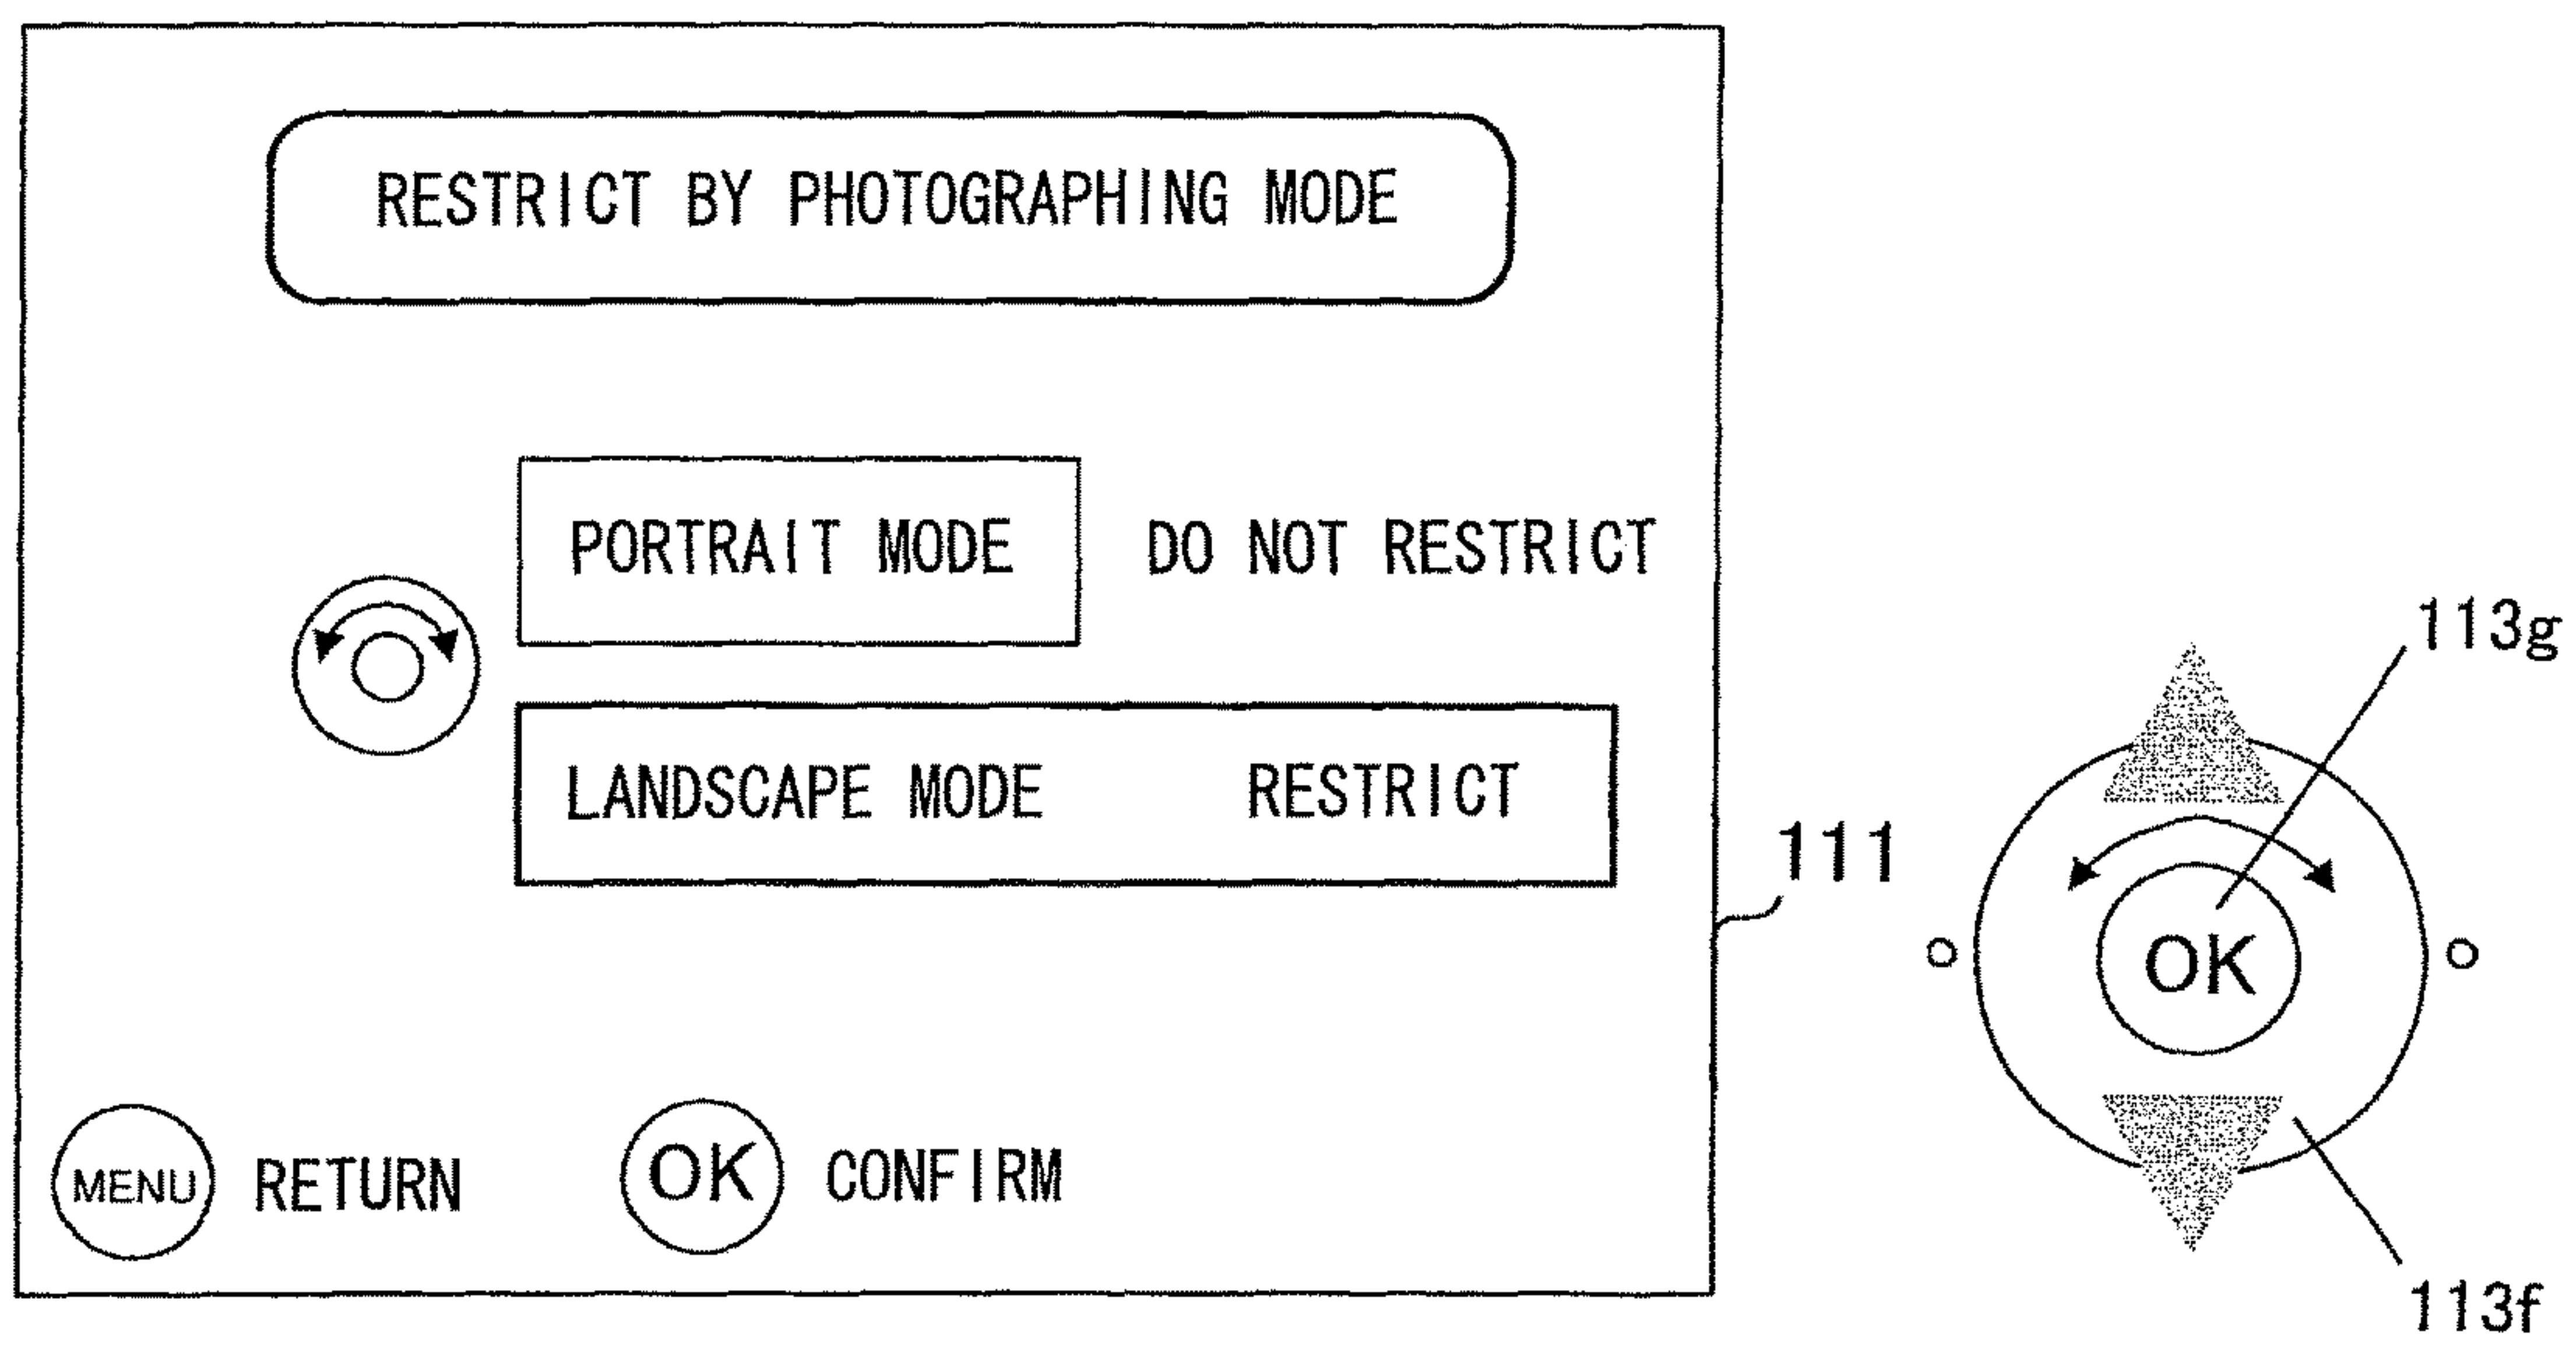 RESTRICT BY PHOTOGRAPHING MODE
PORTRAIT MODE DO NOT RESTRICT
LANDSCAPE MODE RESTRICT
MENU RETURN OK CONFIRM
111
113g
OK
113f